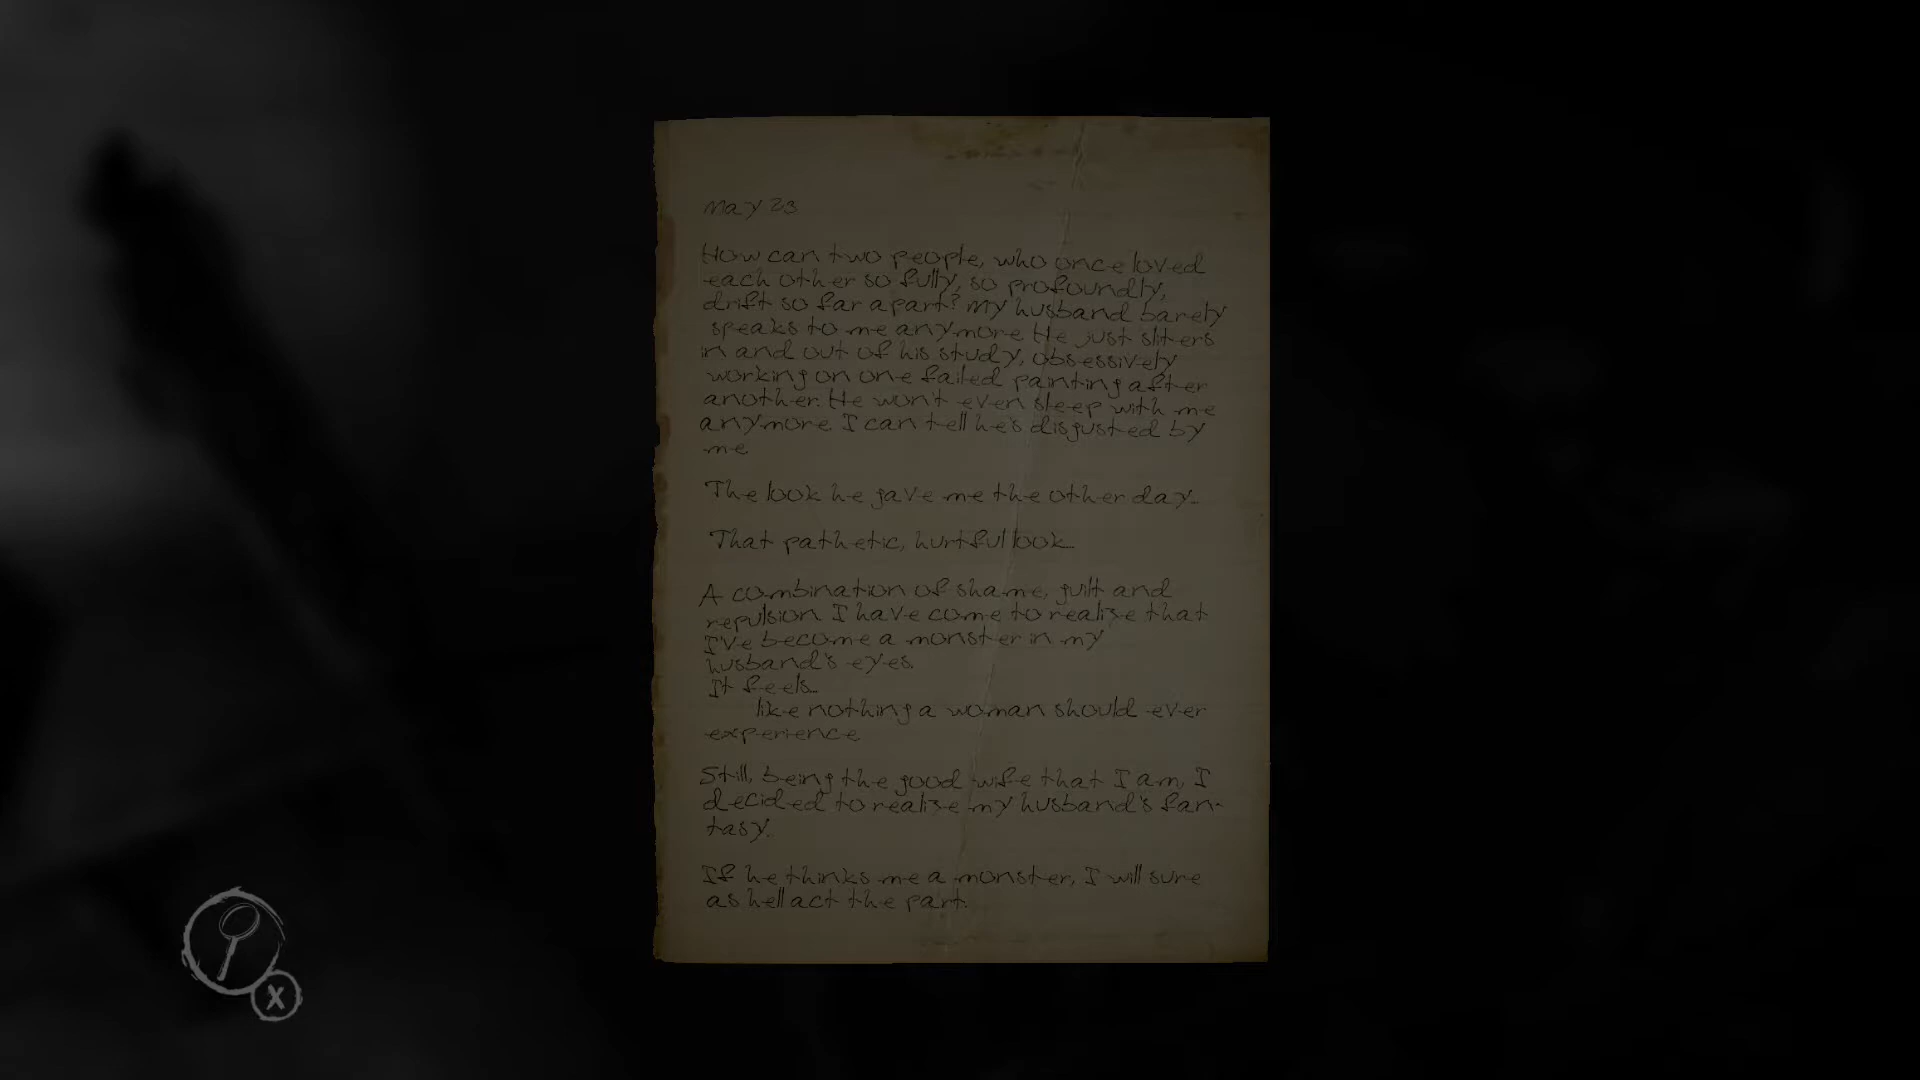 May 23
How can two people, who once loved
each other so fully, so profoundly,
drift so far apart? My husband barely
speaks to me anymore. He just sliters
in and out of his study, obsessively
working on one failed painting after
another. He won't even sleep with me
anymore. I can tell he's disgusted by
me.
The look he gave me the other day...
That pathetic, hurtful look...
A combination of shame, guilt and
repulsion. I have come to realize that
I've become a monster in my
husband's eyes.
It feels...
like nothing a woman should ever
experience.
Still, being the good wife that I am, I
decided to realize my husband's fan-
tasy.
If he thinks me a monster, I will sure
as hell act the part.
X